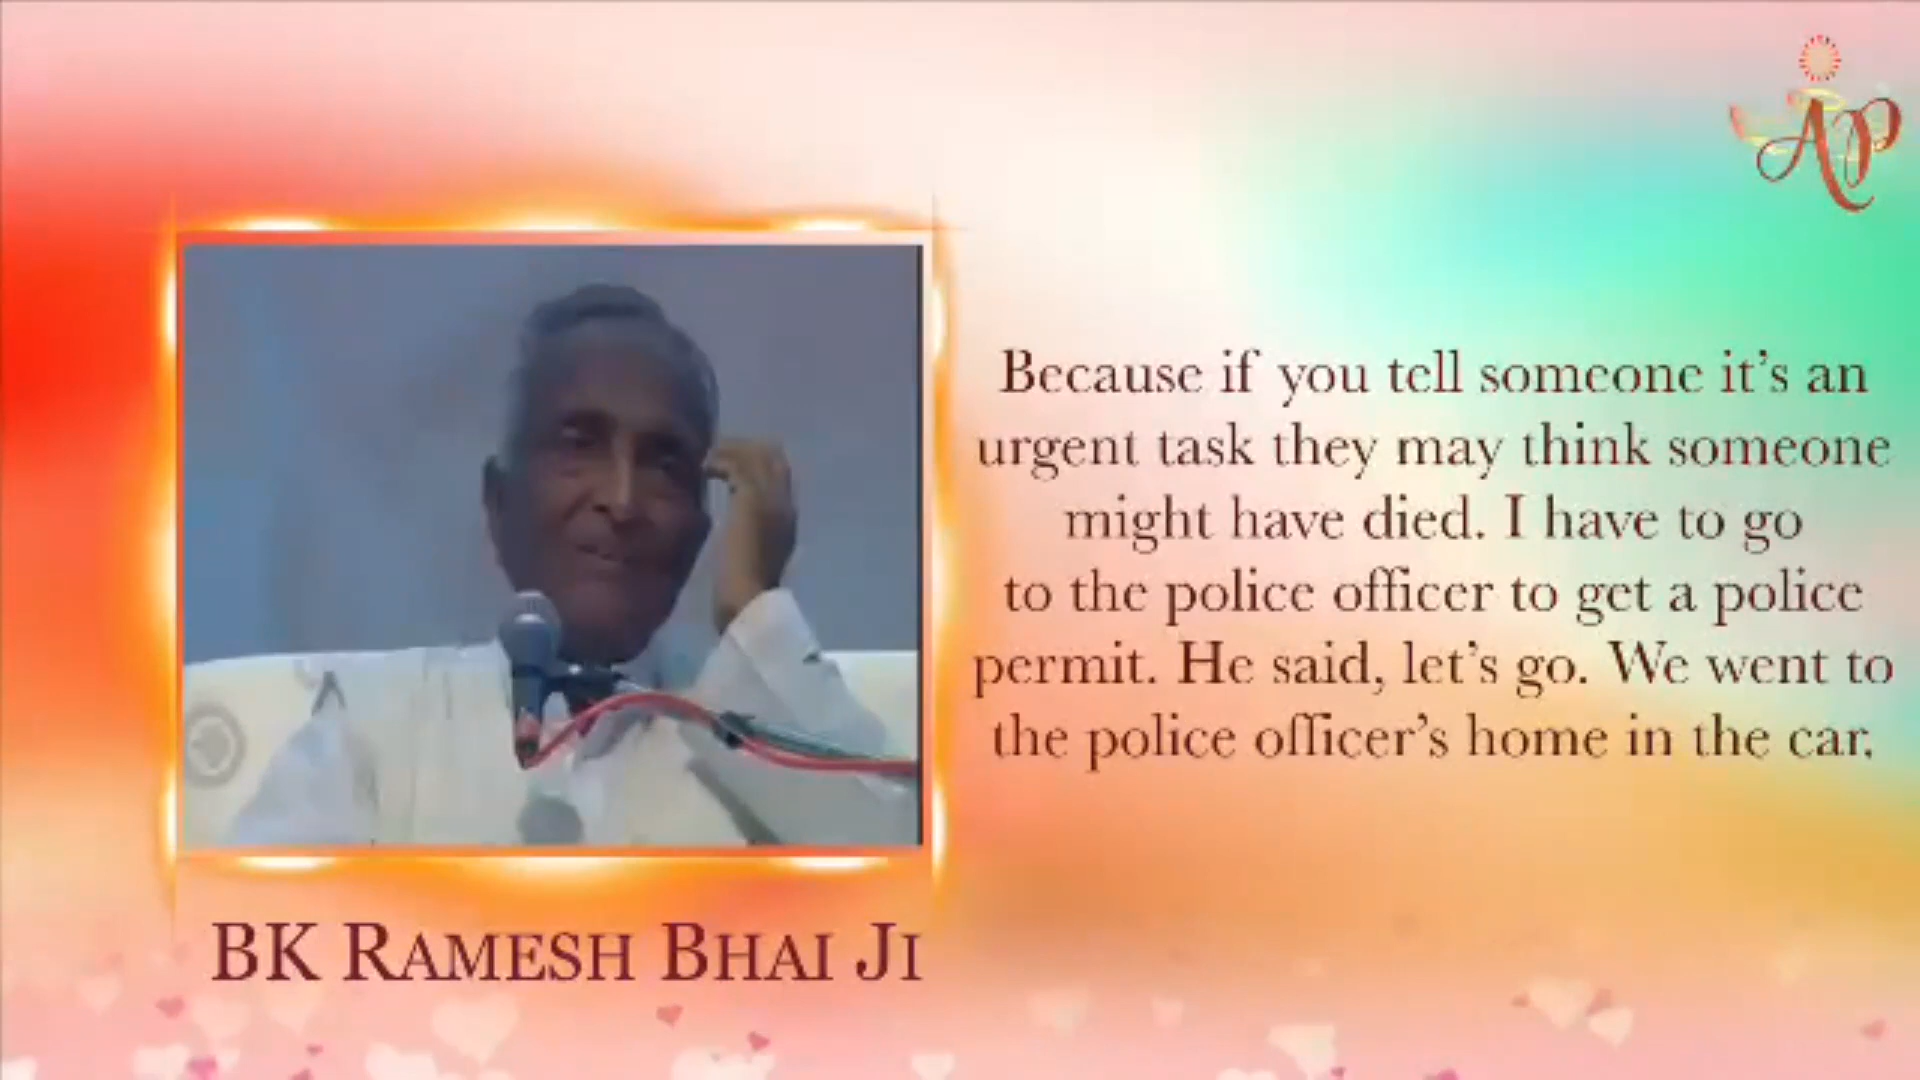 AP
Because if you tell someone it's an
urgent task they may think someone
might have died. I have to go
to the police officer to get a police
permit. He said, let's go. We went to
the police officer's home in the car.
BK RAMESH BHAI JI